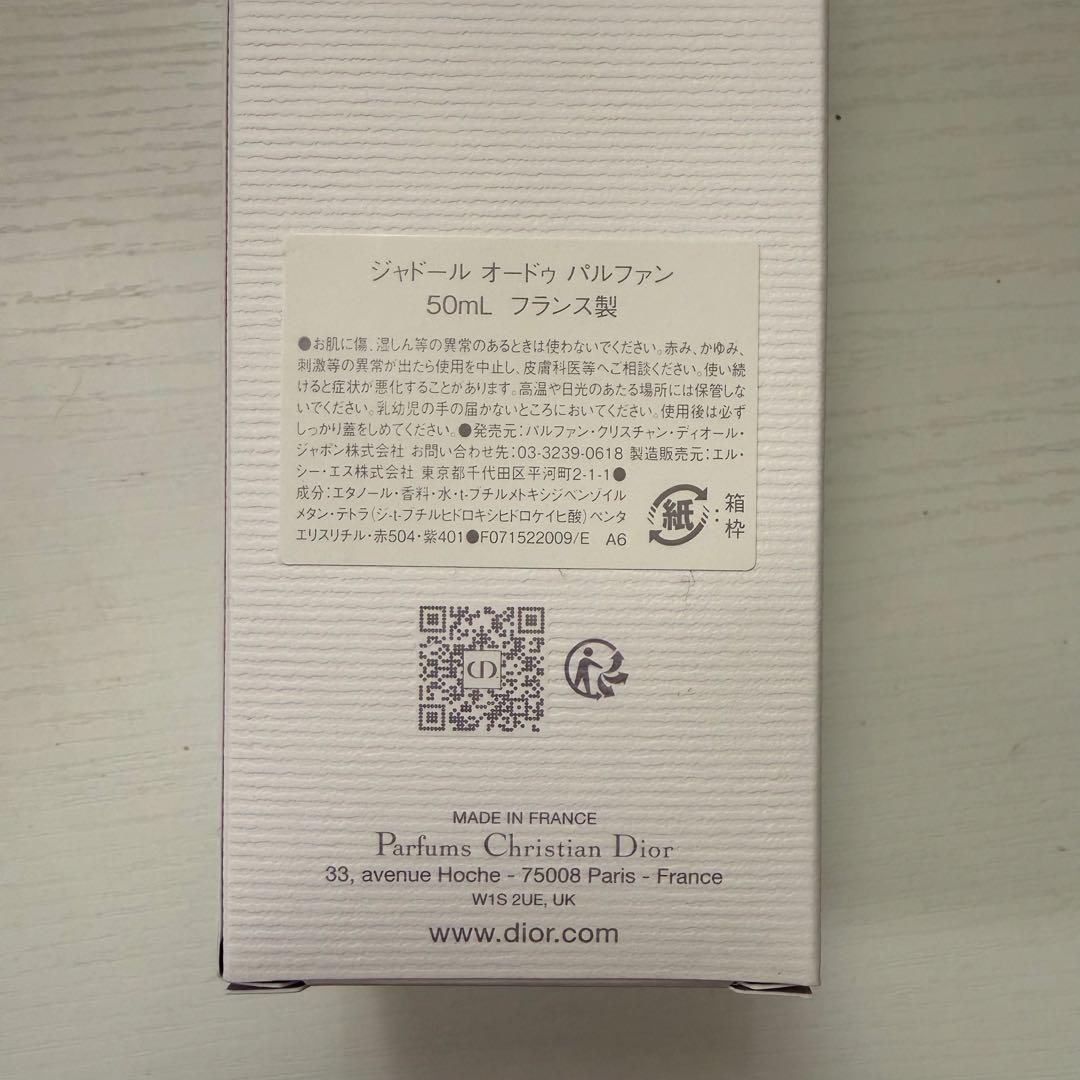 ジャドール オードゥ パルファン
50mL フランス製
●お肌に傷、湿しん等の異常のあるときは使わないでください。赤み、かゆみ、
刺激等の異常が出たら使用を中止し、皮膚科医等へご相談ください。使い続
けると症状が悪化することがあります。高温や日光のあたる場所には保管しな
いでください。乳幼児の手の届かないところにおいてください。使用後は必ず
しっかり蓋をしめてください。●発売元：パルファン・クリスチャン・ディオール・
ジャポン株式会社 お問い合わせ先：03-3239-0618 製造販売元：エル・
シー・エス株式会社 東京都千代田区平河町2-1-1●
成分：エタノール・香料・水・t-ブチルメトキシジベンゾイル
メタン・テトラ(ジ-t-ブチルヒドロキシヒドロケイヒ酸)ペンタ
エリスリチル・赤504・紫401●F071522009/E A6
紙：箱
枠
CD
MADE IN FRANCE
Parfums Christian Dior
33, avenue Hoche - 75008 Paris - France
W1S 2UE, UK
www.dior.com